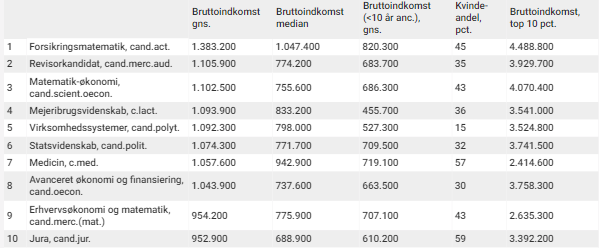 Bruttoindkomst gns. Bruttoindkomst median Bruttoindkomst (<10 år anc.), gns. Kvinde-andel, pct. Bruttoindkomst, top 10 pct.
1 Forsikringsmatematik, cand.act. 1.383.200 1.047.400 820.300 45 4.488.800
2 Revisorkandidat, cand.merc.aud. 1.105.900 774.200 683.700 35 3.929.700
3 Matematik-økonomi, cand.scient.oecon. 1.102.500 755.600 686.300 43 4.070.400
4 Mejeribrugsvidenskab, c.lact. 1.093.900 833.200 455.700 36 3.541.000
5 Virksomhedssystemer, cand.polyt. 1.092.300 798.000 527.300 15 3.524.800
6 Statsvidenskab, cand.polit. 1.074.300 771.700 709.500 32 3.741.500
7 Medicin, c.med. 1.057.600 942.900 719.100 57 2.414.600
8 Avanceret økonomi og finansiering, cand.oecon. 1.043.900 737.600 663.500 30 3.758.300
9 Erhvervsøkonomi og matematik, cand.merc.(mat.) 954.200 775.900 707.100 43 2.635.300
10 Jura, cand.jur. 952.900 688.900 610.200 59 3.392.200